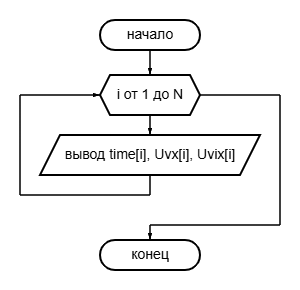 начало
i от 1 до N
вывод time[i], Uvx[i], Uvix[i]
конец